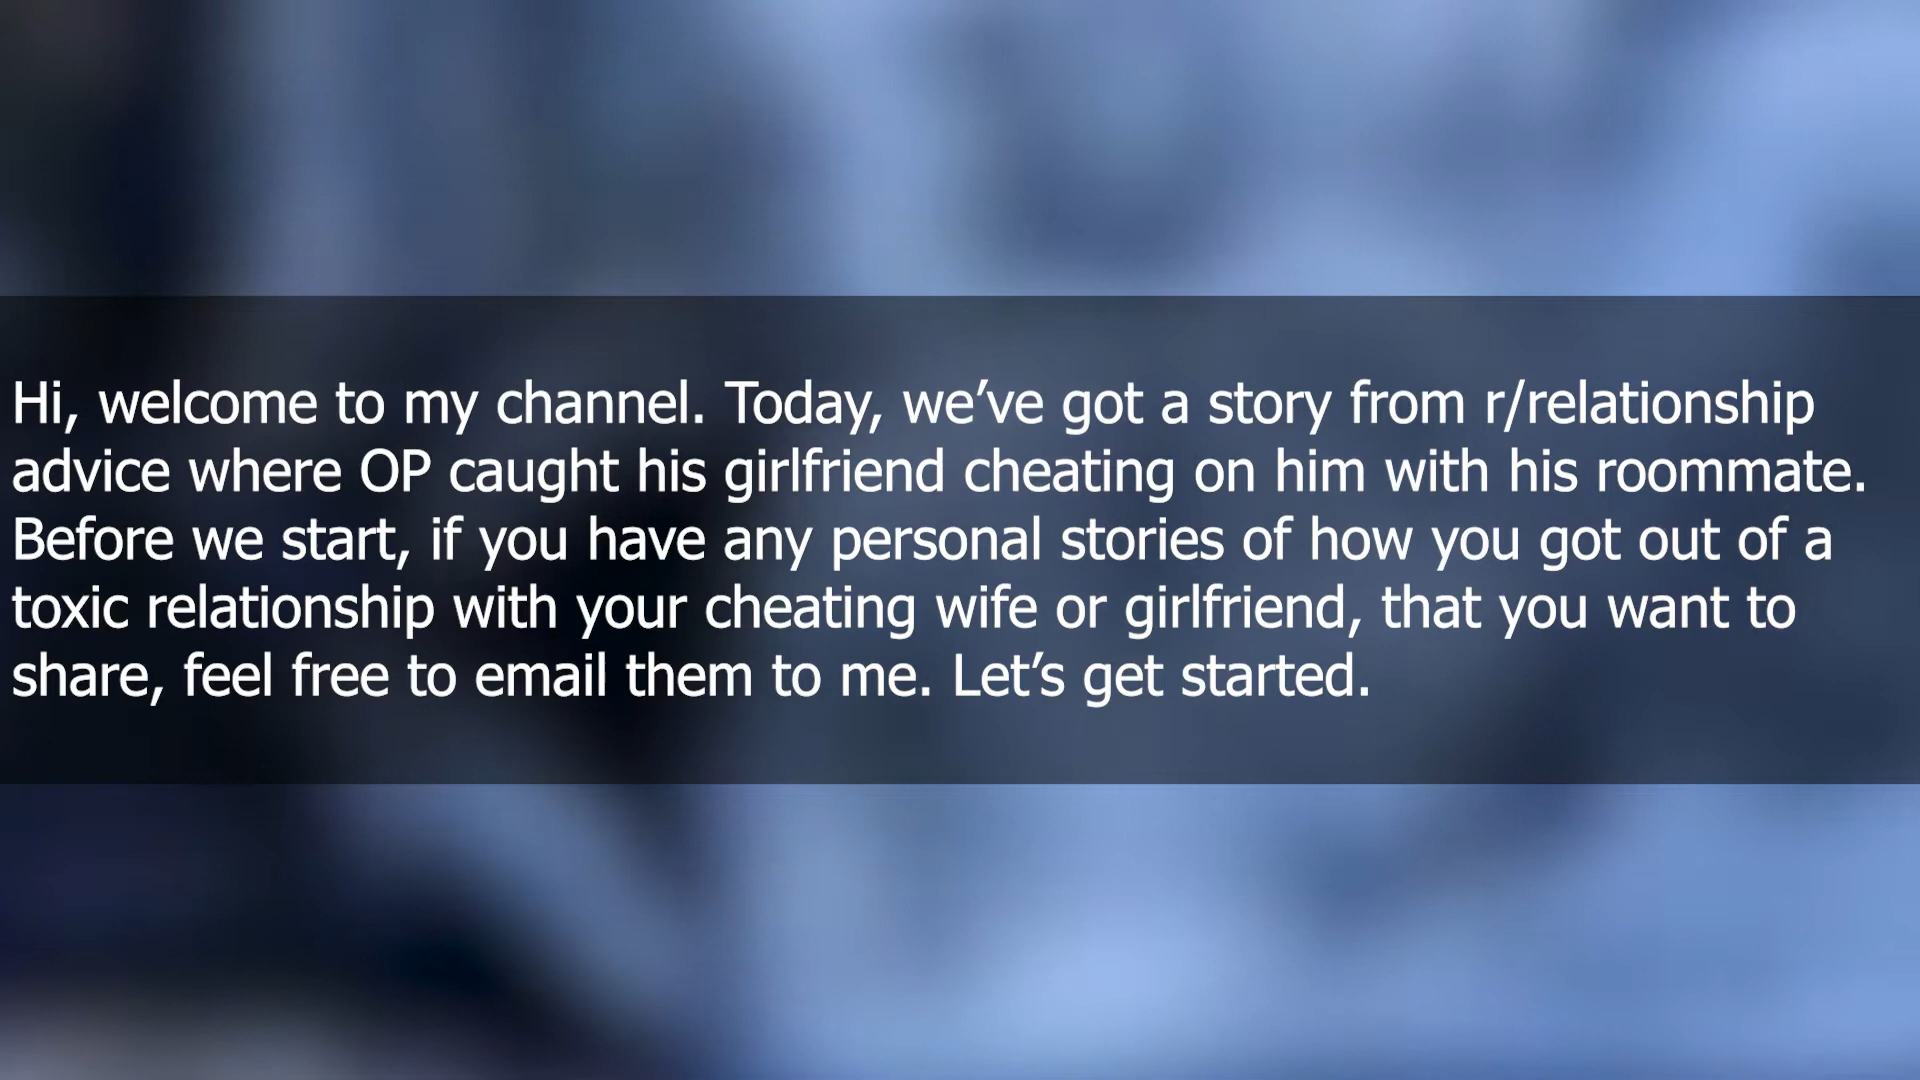 Hi, welcome to my channel. Today, we’ve got a story from r/relationship
advice where OP caught his girlfriend cheating on him with his roommate.
Before we start, if you have any personal stories of how you got out of a
toxic relationship with your cheating wife or girlfriend, that you want to
share, feel free to email them to me. Let’s get started.